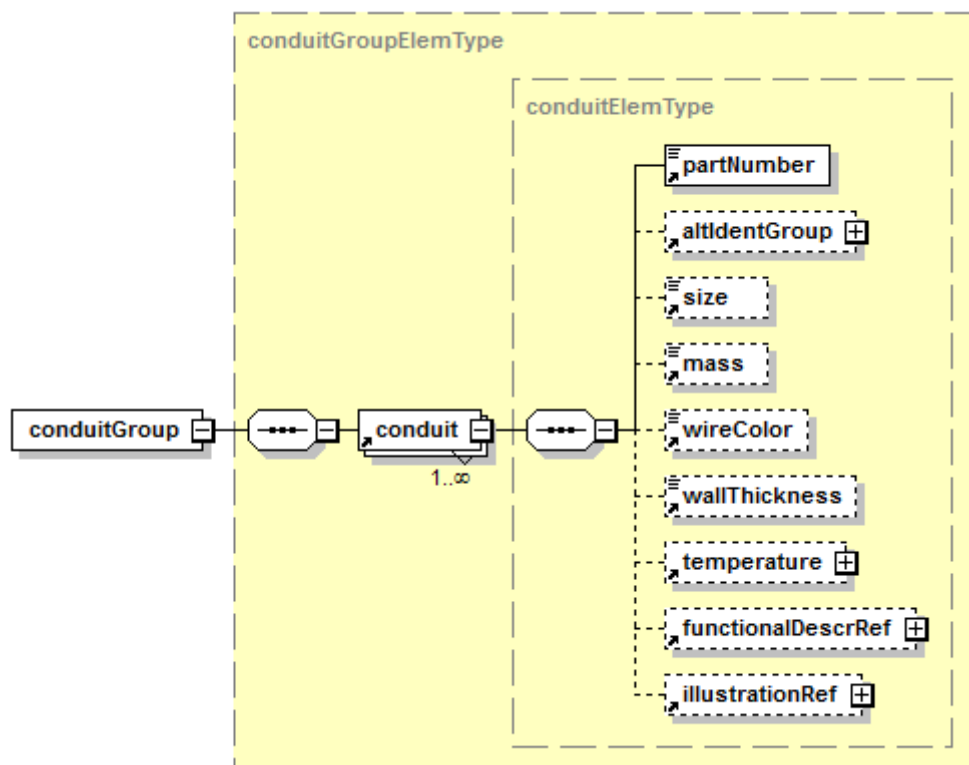 conduitGroupElemType
conduitElemType
partNumber
altIdentGroup
size
mass
wireColor
conduitGroup
conduit
1..∞
wallThickness
temperature
functionalDescrRef
illustrationRef